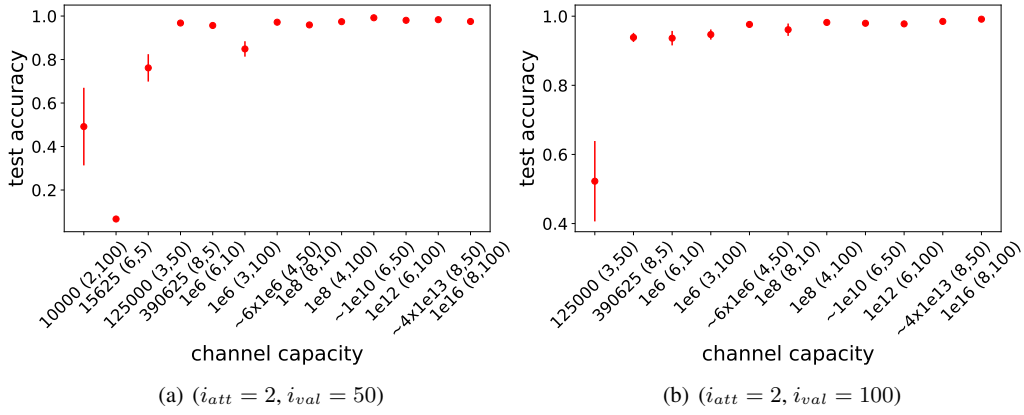 1.0
0.8
0.6
0.4
0.2
test accuracy
10000 (2,100)
15625 (6,5)
125000 (3,50)
390625 (8,5)
1e6 (6,10)
1e6 (3,100)
~6x1e6 (4,50)
1e8 (8,10)
1e8 (4,100)
~1e10 (6,50)
1e12 (6,100)
~4x1e13 (8,50)
1e16 (8,100)
channel capacity
(a) (i_att = 2, i_val = 50)
1.0
0.8
0.6
0.4
test accuracy
125000 (3,50)
390625 (8,5)
1e6 (6,10)
1e6 (3,100)
~6x1e6 (4,50)
1e8 (8,10)
1e8 (4,100)
~1e10 (6,50)
1e12 (6,100)
~4x1e13 (8,50)
1e16 (8,100)
channel capacity
(b) (i_att = 2, i_val = 100)